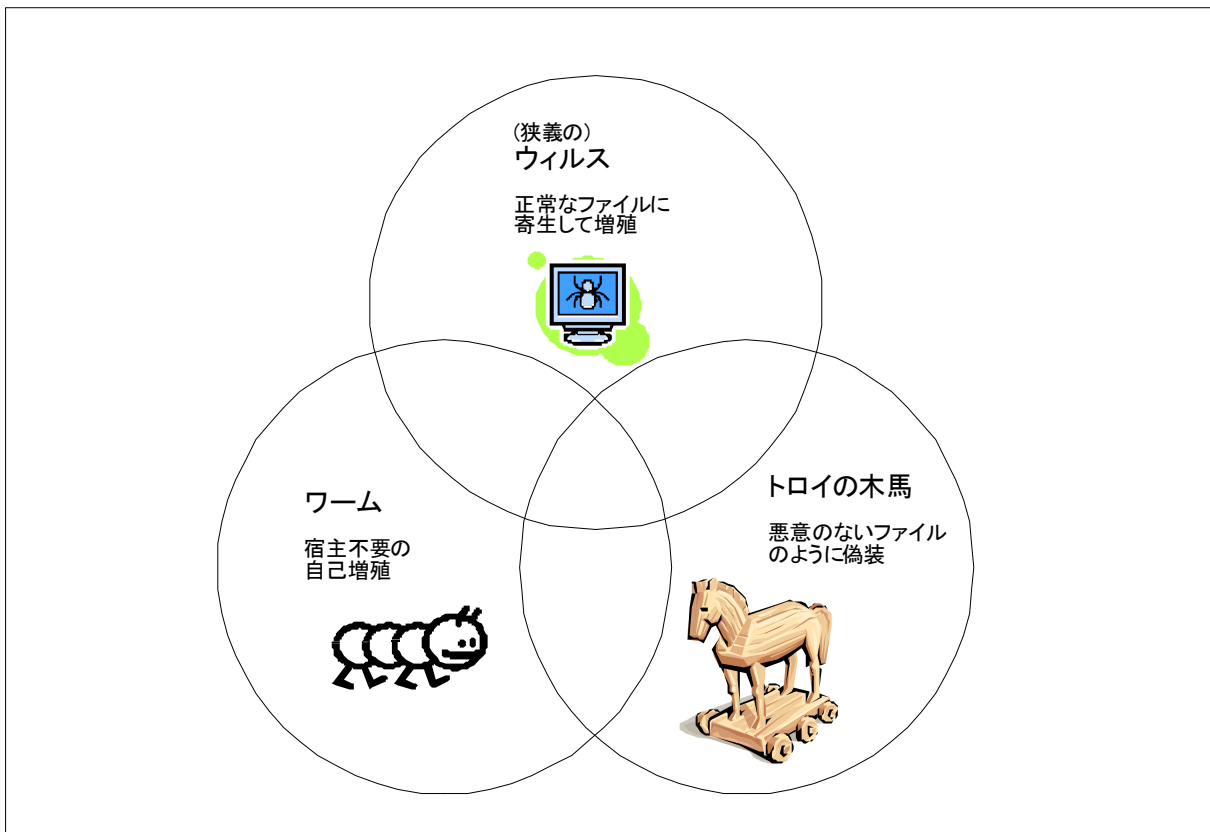 (狭義の)
ウィルス
正常なファイルに
寄生して増殖
ワーム
宿主不要の
自己増殖
トロイの木馬
悪意のないファイル
のように偽装